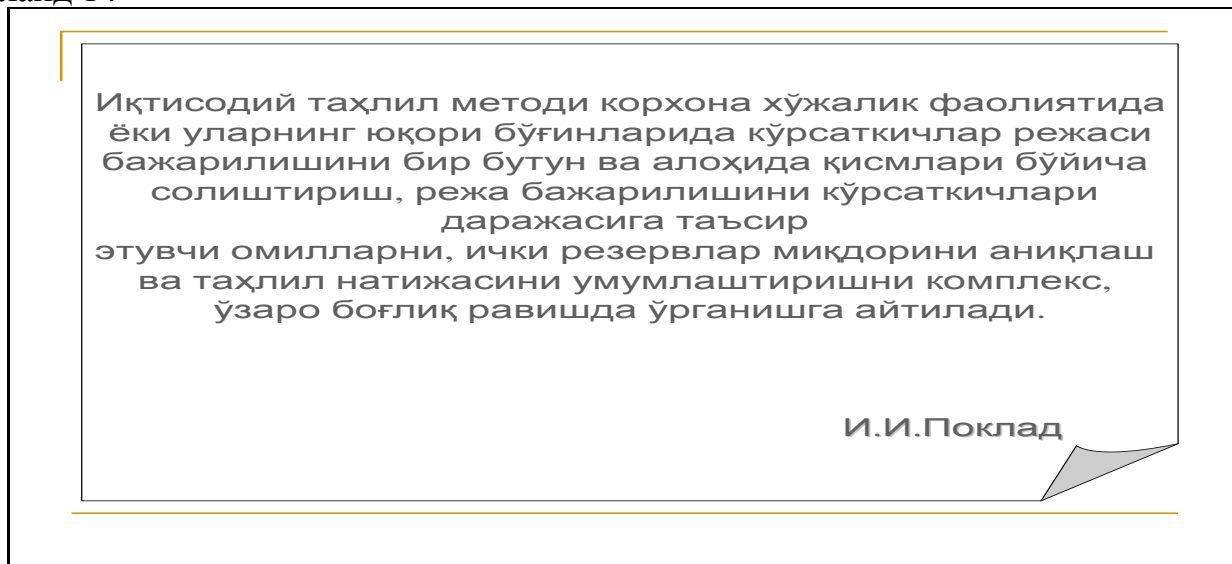 Иқтисодий таҳлил методи корхона хўжалик фаолиятида
ёки уларнинг юқори бўғинларида кўрсаткичлар режаси
бажарилишини бир бутун ва алоҳида қисмлари бўйича
солиштириш, режа бажарилишини кўрсаткичлари
даражасига таъсир
этувчи омилларни, ички резервлар миқдорини аниқлаш
ва таҳлил натижасини умумлаштиришни комплекс,
ўзаро боғлиқ равишда ўрганишга айтилади.
И.И.Поклад